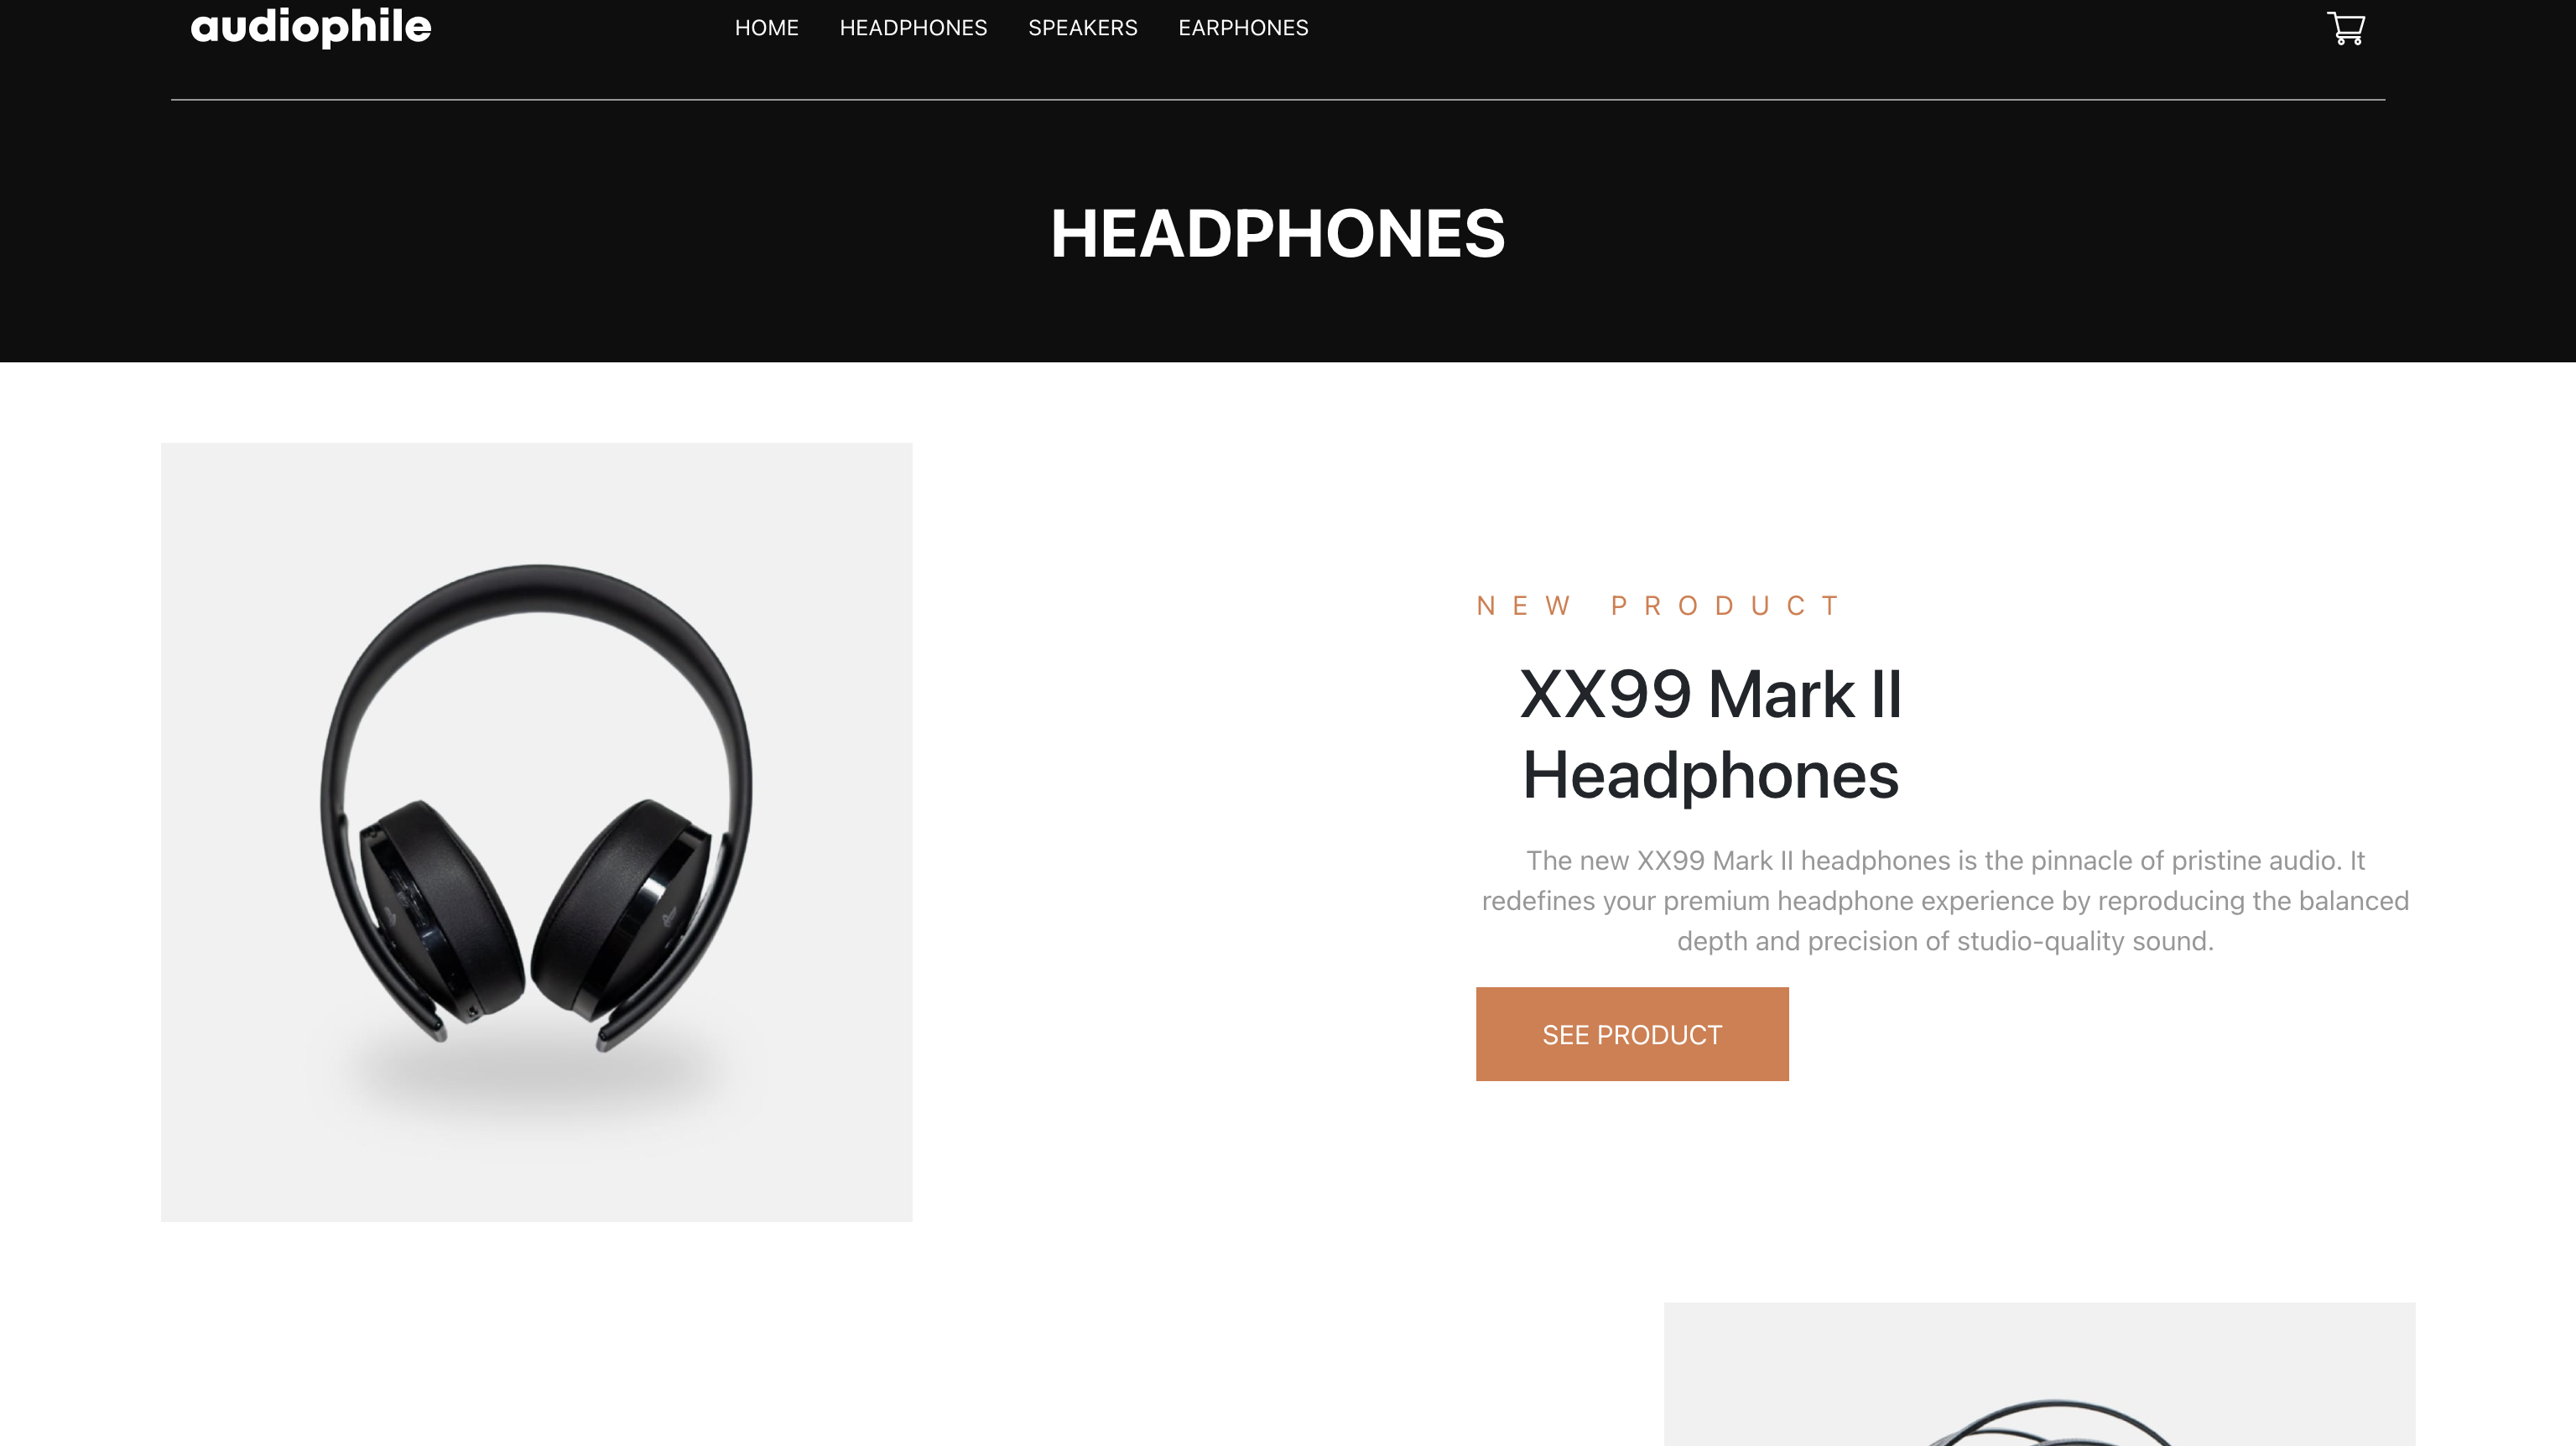 audiophile
HOME HEADPHONES SPEAKERS EARPHONES
HEADPHONES
NEW PRODUCT
XX99 Mark II
Headphones
The new XX99 Mark II headphones is the pinnacle of pristine audio. It
redefines your premium headphone experience by reproducing the balanced
depth and precision of studio-quality sound.
SEE PRODUCT